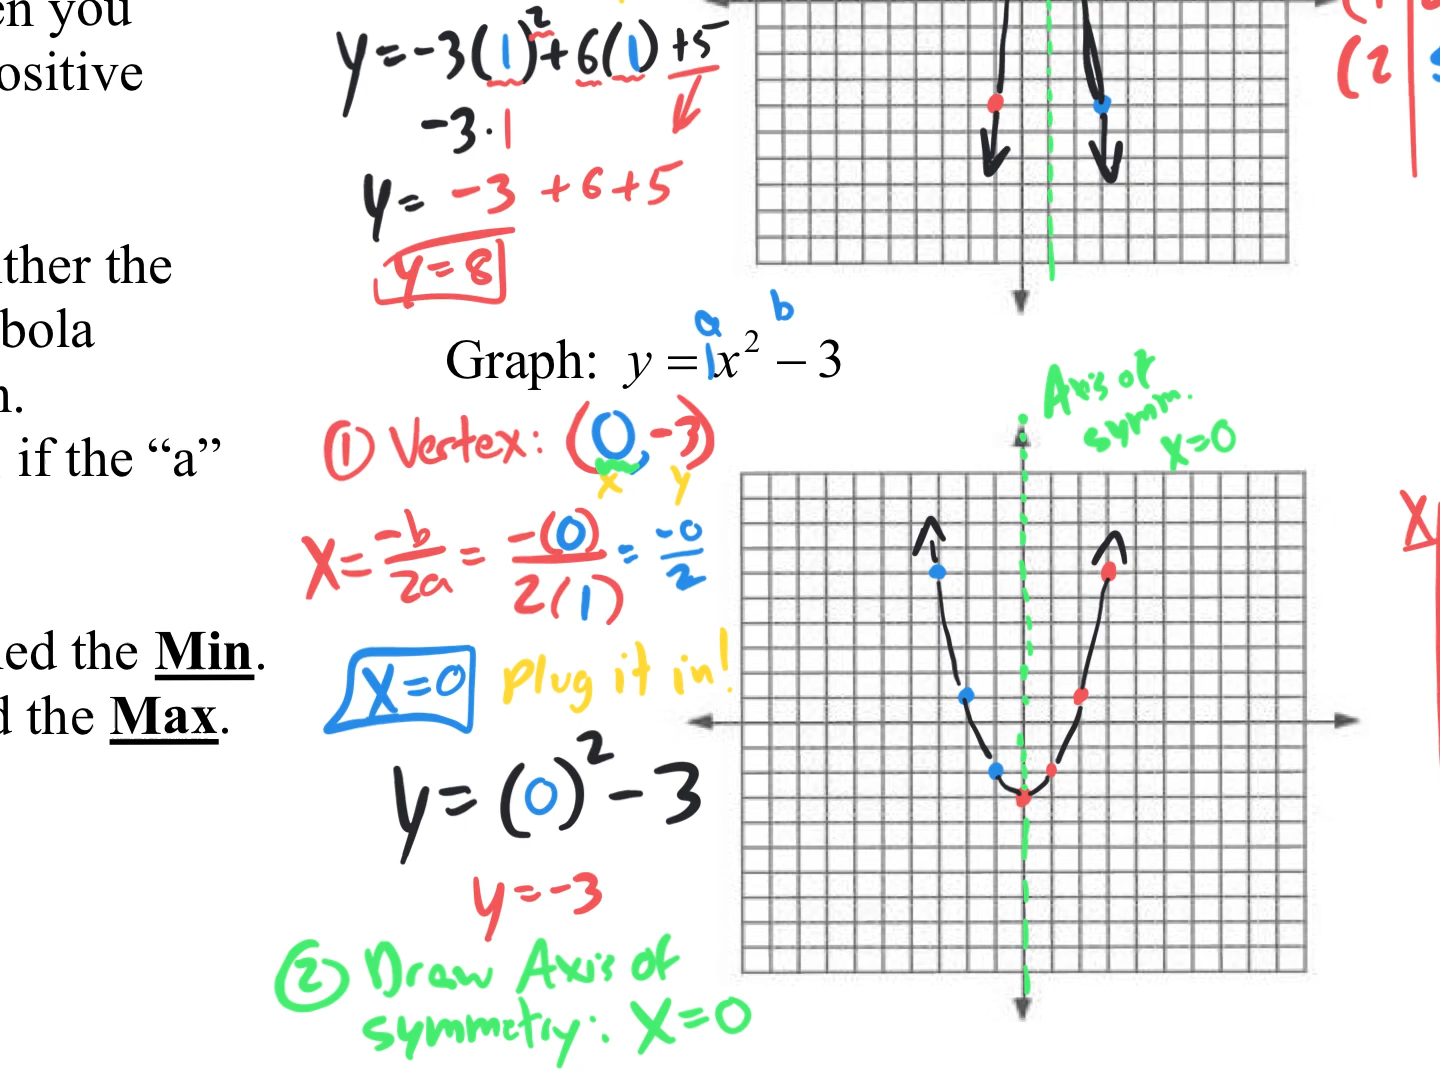 en you
ositive
ther the
bola
n.
if the “a”
ed the Min.
d the Max.
y = -3(1)² + 6(1) + 5
-3 · 1
y = -3 + 6 + 5
y = 8
(2
a b
Graph: y = 1x² − 3
① Vertex: (0, -3)
x y
X = -b/2a = -(0)/2(1) = -0/2
X = 0 plug it in!
y = (0)² - 3
y = -3
② Draw Axis of
symmetry: X = 0
Axis of
symm.
X = 0
X